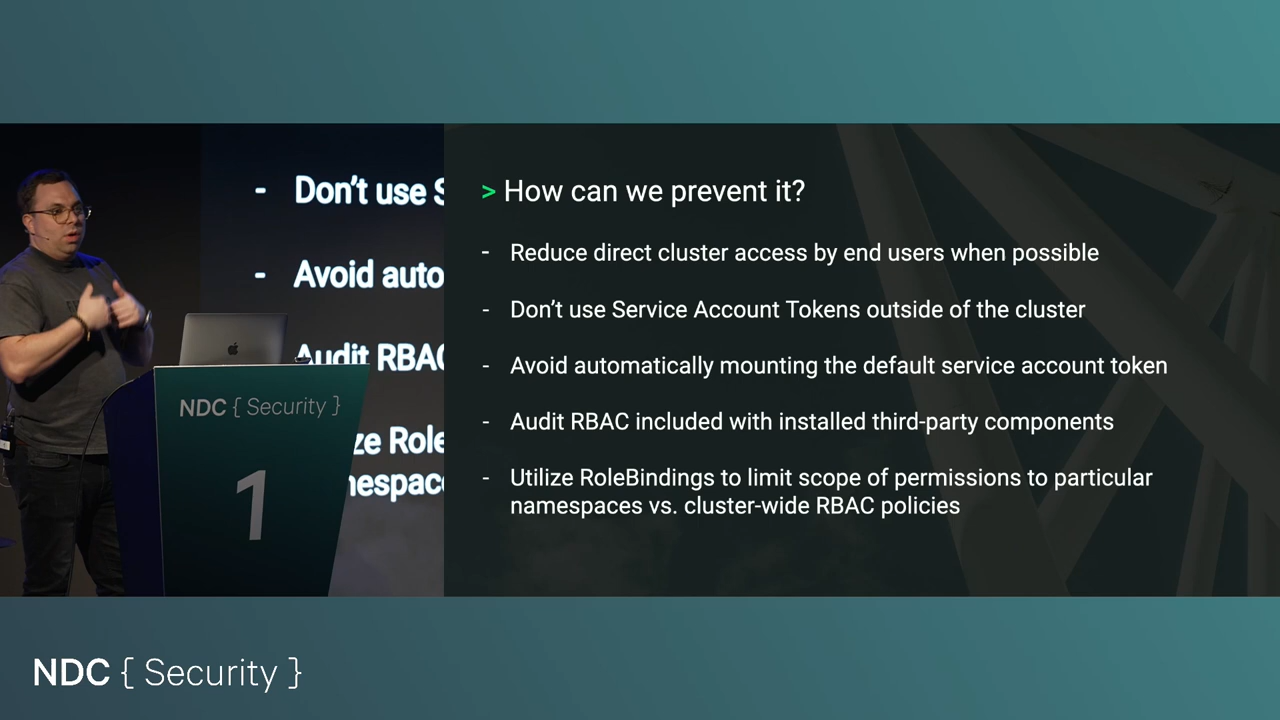 - Don't use S
- Avoid auto
Audit RBAC
ze Role
nespac
NDC { Security }
1
> How can we prevent it?
- Reduce direct cluster access by end users when possible
- Don't use Service Account Tokens outside of the cluster
- Avoid automatically mounting the default service account token
- Audit RBAC included with installed third-party components
- Utilize RoleBindings to limit scope of permissions to particular
namespaces vs. cluster-wide RBAC policies
NDC { Security }